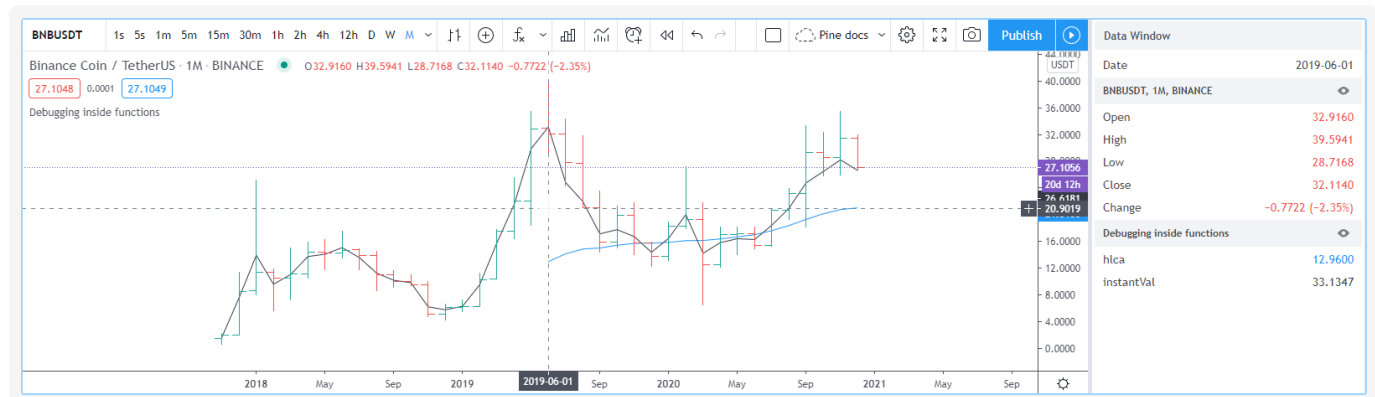 BNBUSDT 1s 5s 1m 5m 15m 30m 1h 2h 4h 12h D W M Pine docs Publish
Data Window
Binance Coin / TetherUS · 1M · BINANCE O32.9160 H39.5941 L28.7168 C32.1140 −0.7722 (−2.35%)
27.1048 0.0001 27.1049
Debugging inside functions
44.0000
USDT
40.0000
36.0000
32.0000
28.0000
27.1056
20d 12h
26.6181
20.9019
16.0000
12.0000
8.0000
4.0000
0.0000
2018 May Sep 2019 2019-06-01 Sep 2020 May Sep 2021 May Sep
Date 2019-06-01
BNBUSDT, 1M, BINANCE
Open 32.9160
High 39.5941
Low 28.7168
Close 32.1140
Change −0.7722 (−2.35%)
Debugging inside functions
hlca 12.9600
instantVal 33.1347